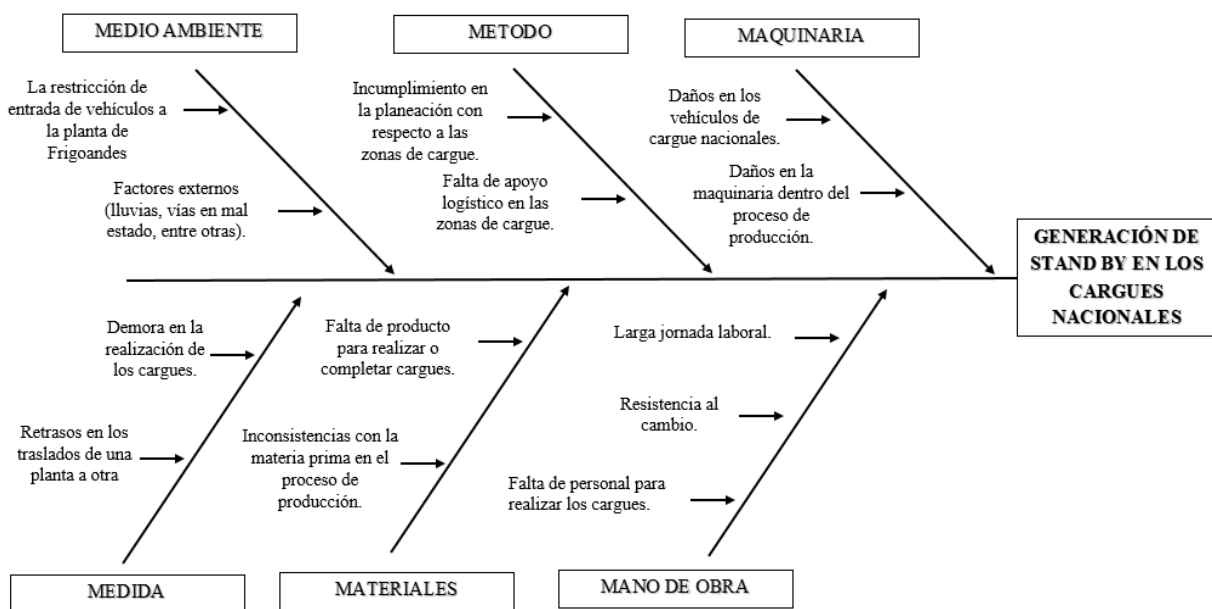 MEDIO AMBIENTE
METODO
MAQUINARIA
La restricción de
entrada de vehículos a
la planta de
Frigoandes
Factores externos
(lluvias, vías en mal
estado, entre otras).
Incumplimiento en
la planeación con
respecto a las
zonas de cargue.
Falta de apoyo
logístico en las
zonas de cargue.
Daños en los
vehículos de
cargue nacionales.
Daños en la
maquinaria dentro del
proceso de
producción.
GENERACIÓN DE
STAND BY EN LOS
CARGUES
NACIONALES
Demora en la
realización de
los cargues.
Retrasos en los
traslados de una
planta a otra
Falta de producto
para realizar o
completar cargues.
Inconsistencias con la
materia prima en el
proceso de
producción.
Larga jornada laboral.
Resistencia al
cambio.
Falta de personal para
realizar los cargues.
MEDIDA
MATERIALES
MANO DE OBRA